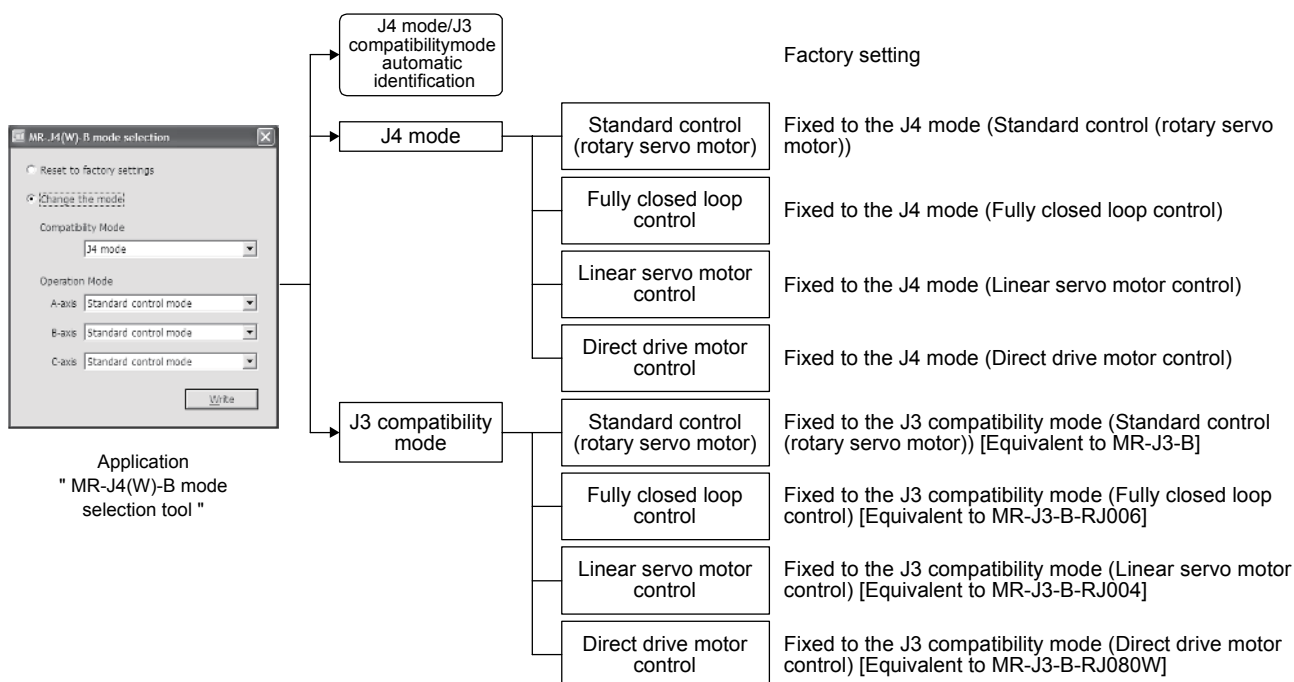 J4 mode/J3
compatibilitymode
automatic
identification
Factory setting
MR-J4(W)-B mode selection
Reset to factory settings
Change the mode
Compatibility Mode
J4 mode
Operation Mode
A-axis Standard control mode
B-axis Standard control mode
C-axis Standard control mode
Write
Application
" MR-J4(W)-B mode
selection tool "
J4 mode
Standard control
(rotary servo motor)
Fixed to the J4 mode (Standard control (rotary servo
motor))
Fully closed loop
control
Fixed to the J4 mode (Fully closed loop control)
Linear servo motor
control
Fixed to the J4 mode (Linear servo motor control)
Direct drive motor
control
Fixed to the J4 mode (Direct drive motor control)
J3 compatibility
mode
Standard control
(rotary servo motor)
Fixed to the J3 compatibility mode (Standard control
(rotary servo motor)) [Equivalent to MR-J3-B]
Fully closed loop
control
Fixed to the J3 compatibility mode (Fully closed loop
control) [Equivalent to MR-J3-B-RJ006]
Linear servo motor
control
Fixed to the J3 compatibility mode (Linear servo motor
control) [Equivalent to MR-J3-B-RJ004]
Direct drive motor
control
Fixed to the J3 compatibility mode (Direct drive motor
control) [Equivalent to MR-J3-B-RJ080W]